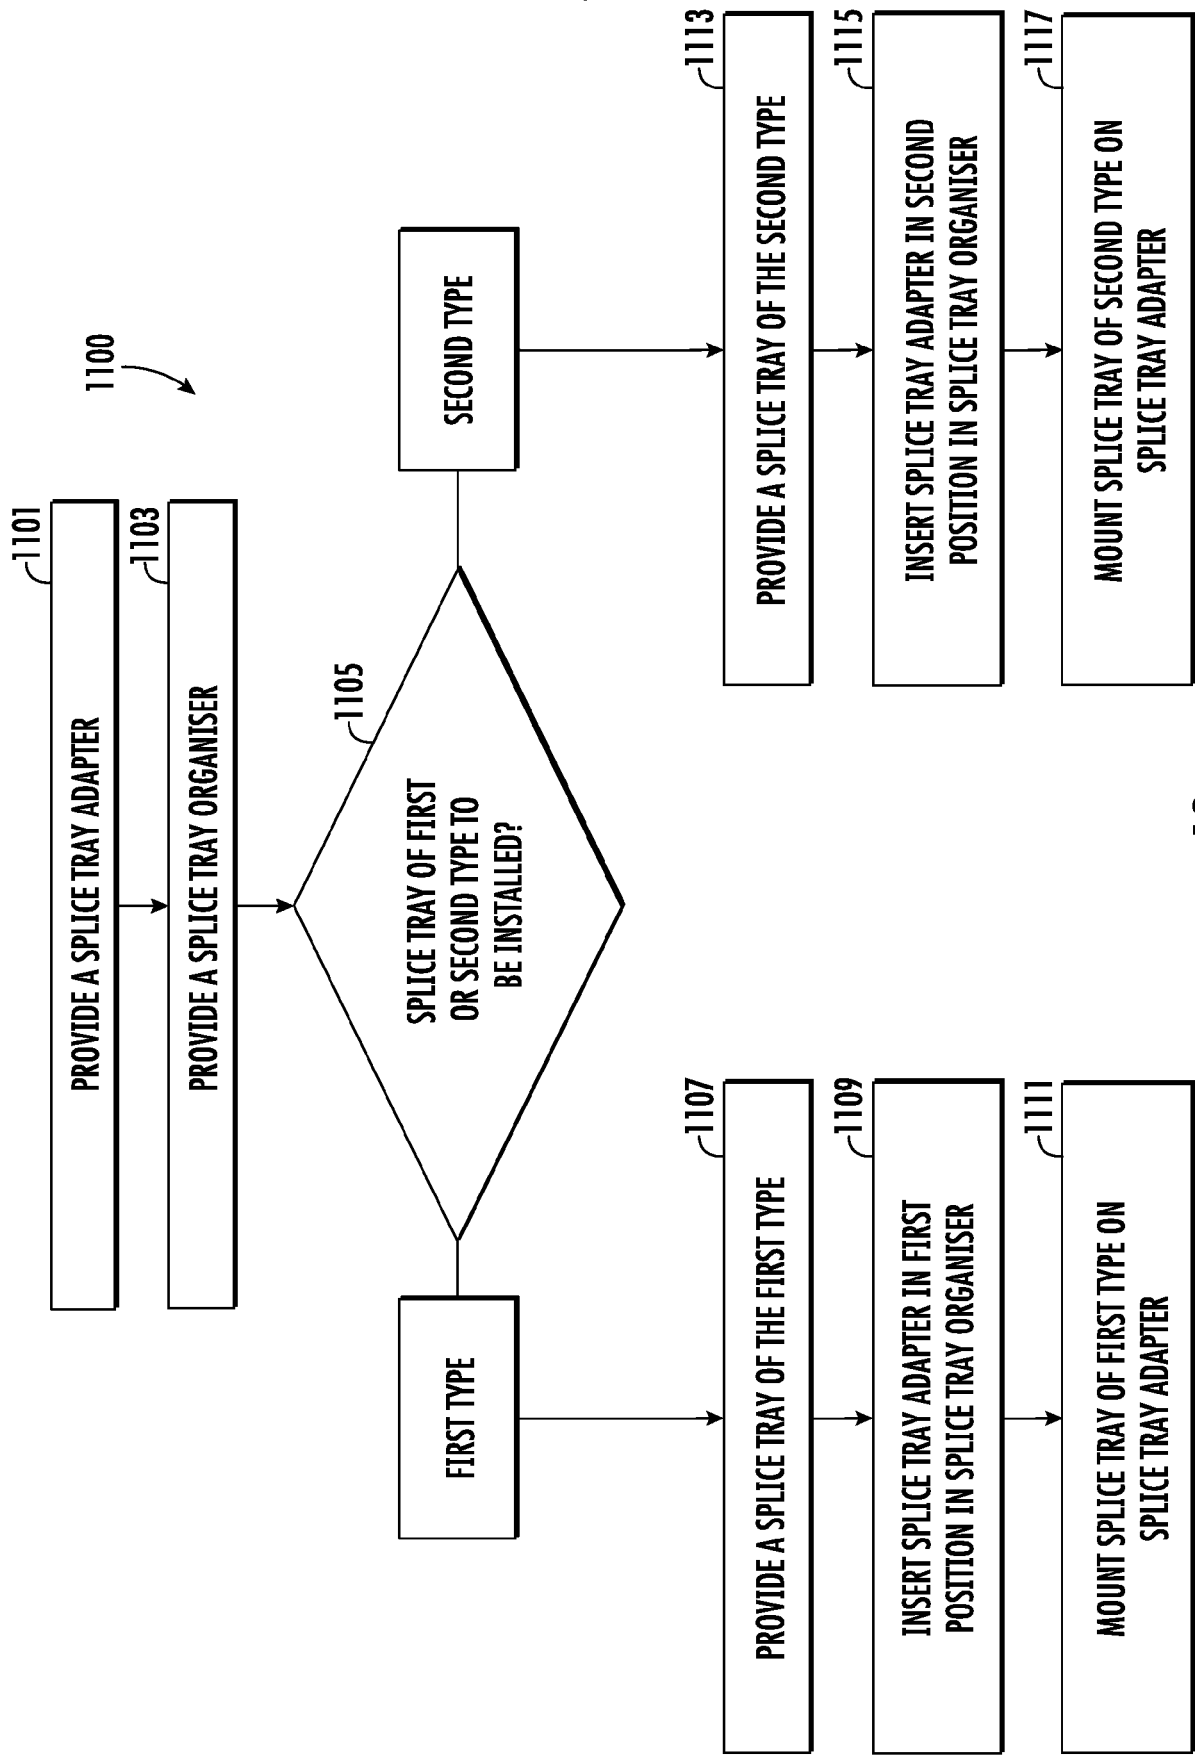 1100
1101
PROVIDE A SPLICE TRAY ADAPTER
1103
PROVIDE A SPLICE TRAY ORGANISER
1105
SPLICE TRAY OF FIRST
OR SECOND TYPE TO
BE INSTALLED?
FIRST TYPE
SECOND TYPE
1107
PROVIDE A SPLICE TRAY OF THE FIRST TYPE
1109
INSERT SPLICE TRAY ADAPTER IN FIRST
POSITION IN SPLICE TRAY ORGANISER
1111
MOUNT SPLICE TRAY OF FIRST TYPE ON
SPLICE TRAY ADAPTER
1113
PROVIDE A SPLICE TRAY OF THE SECOND TYPE
1115
INSERT SPLICE TRAY ADAPTER IN SECOND
POSITION IN SPLICE TRAY ORGANISER
1117
MOUNT SPLICE TRAY OF SECOND TYPE ON
SPLICE TRAY ADAPTER